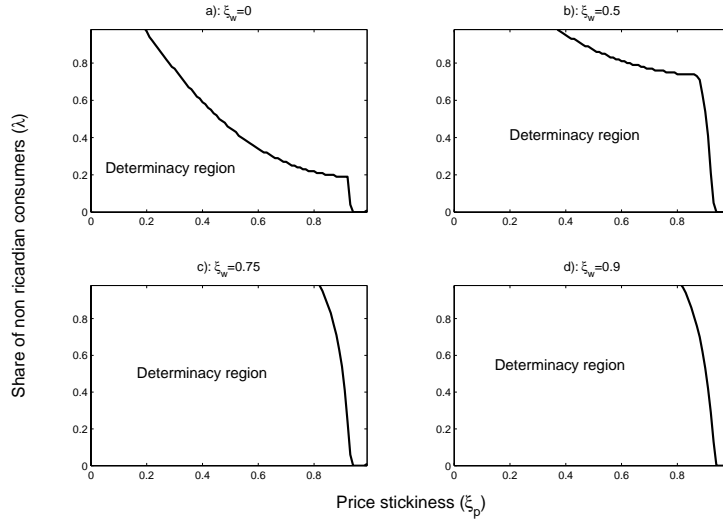 a): ξw=0
b): ξw=0.5
0.8
0.6
0.4
0.2
0
Determinacy region
0 0.2 0.4 0.6 0.8
0.8
0.6
0.4
0.2
0
Determinacy region
0 0.2 0.4 0.6 0.8
Share of non ricardian consumers (λ)
c): ξw=0.75
d): ξw=0.9
0.8
0.6
0.4
0.2
0
Determinacy region
0 0.2 0.4 0.6 0.8
0.8
0.6
0.4
0.2
0
Determinacy region
0 0.2 0.4 0.6 0.8
Price stickiness (ξp)